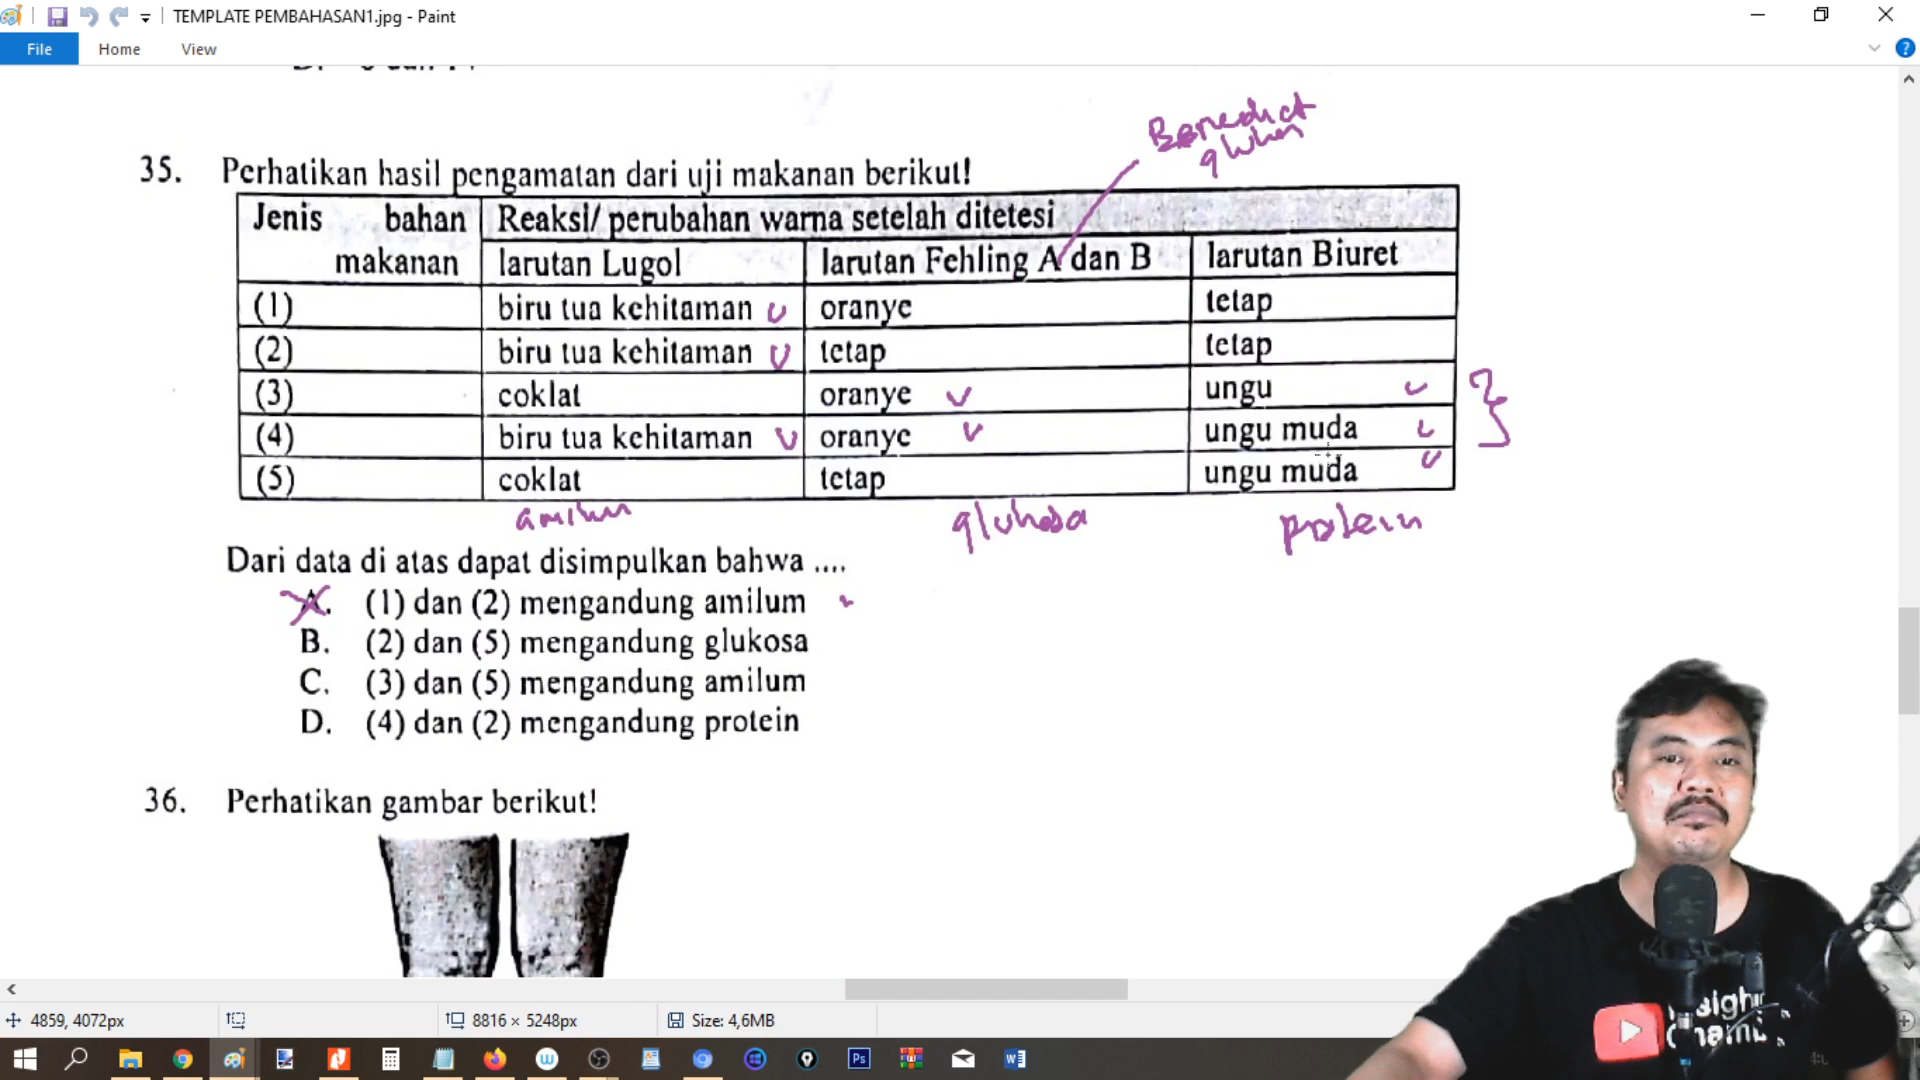 TEMPLATE PEMBAHASAN1.jpg - Paint
File Home View
35. Perhatikan hasil pengamatan dari uji makanan berikut!
Benedict
Jenis bahan makanan
Reaksi/ perubahan warna setelah ditetesi
larutan Lugol larutan Fehling A dan B larutan Biuret
(1) biru tua kehitaman oranye tetap
(2) biru tua kehitaman tetap tetap
(3) coklat oranye ungu
(4) biru tua kehitaman oranye ungu muda
(5) coklat tetap ungu muda
amilum glukosa protein
Dari data di atas dapat disimpulkan bahwa ....
A. (1) dan (2) mengandung amilum
B. (2) dan (5) mengandung glukosa
C. (3) dan (5) mengandung amilum
D. (4) dan (2) mengandung protein
36. Perhatikan gambar berikut!
4859, 4072px 8816 × 5248px Size: 4,6MB